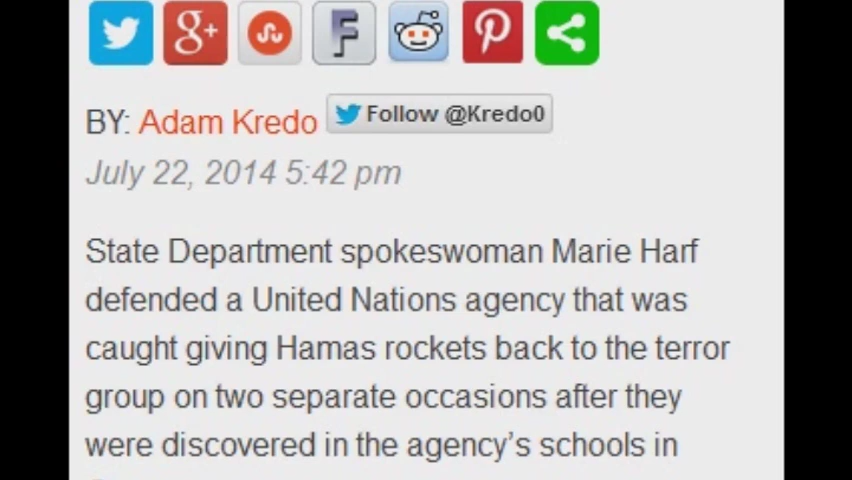 g+
BY: Adam Kredo Follow @Kredo0
July 22, 2014 5:42 pm
State Department spokeswoman Marie Harf
defended a United Nations agency that was
caught giving Hamas rockets back to the terror
group on two separate occasions after they
were discovered in the agency’s schools in